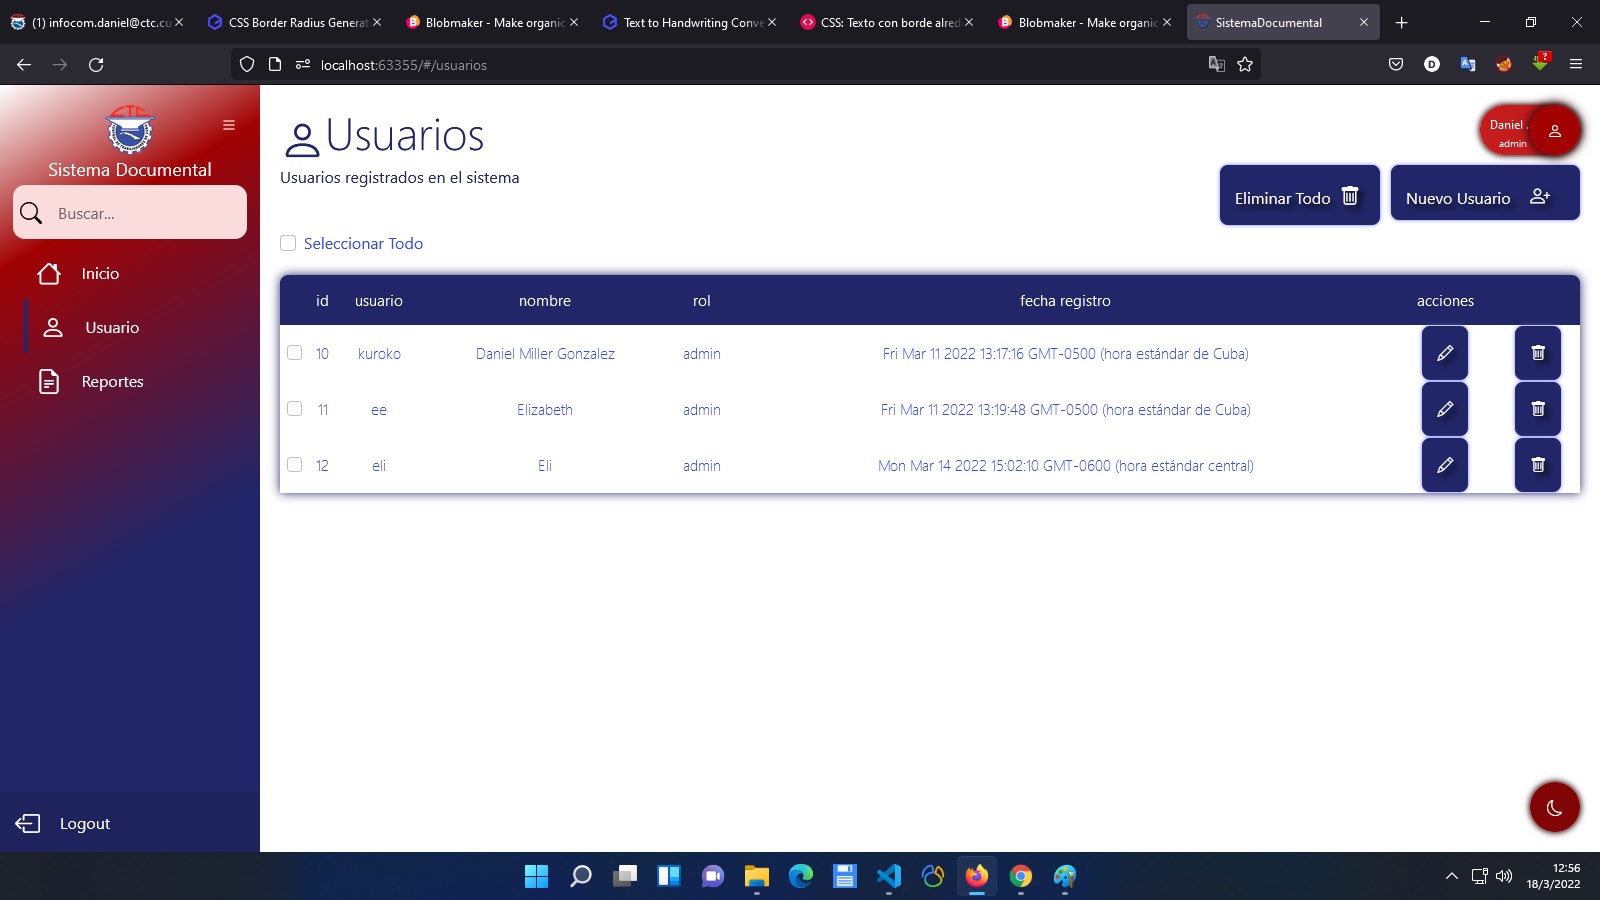 (1) infocom.daniel@ctc.cu
CSS Border Radius Generat
Blobmaker - Make organic
Text to Handwriting Conve
CSS: Texto con borde alred
Blobmaker - Make organic
SistemaDocumental
localhost:63355/#/usuarios
CTC
Sistema Documental
Buscar...
Inicio
Usuario
Reportes
Logout
Usuarios
Usuarios registrados en el sistema
Daniel .
admin
Eliminar Todo
Nuevo Usuario
Seleccionar Todo
id usuario nombre rol fecha registro acciones
10 kuroko Daniel Miller Gonzalez admin Fri Mar 11 2022 13:17:16 GMT-0500 (hora estándar de Cuba)
11 ee Elizabeth admin Fri Mar 11 2022 13:19:48 GMT-0500 (hora estándar de Cuba)
12 eli Eli admin Mon Mar 14 2022 15:02:10 GMT-0600 (hora estándar central)
12:56
18/3/2022